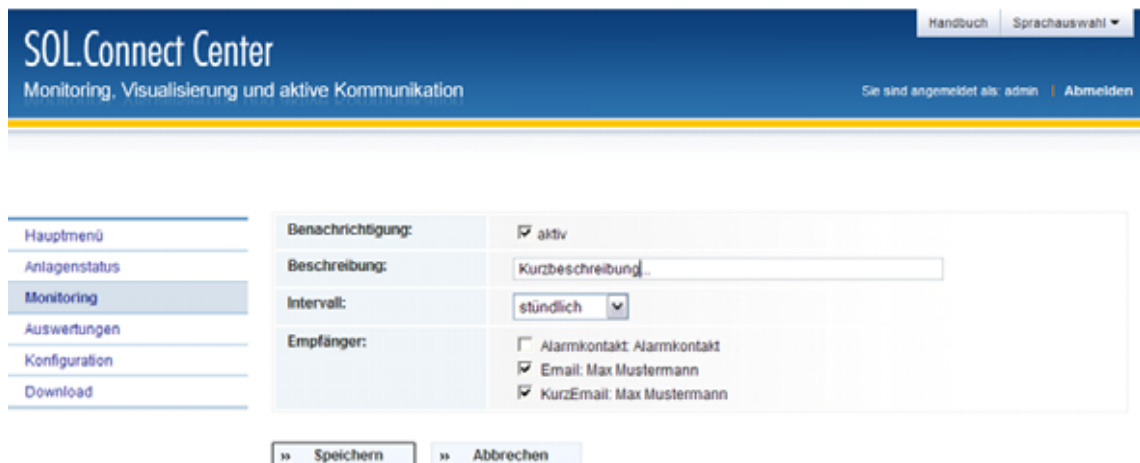 Handbuch Sprachauswahl
SOL.Connect Center
Monitoring, Visualisierung und aktive Kommunikation
Sie sind angemeldet als: admin | Abmelden
Hauptmenü
Anlagenstatus
Monitoring
Auswertungen
Konfiguration
Download
Benachrichtigung: aktiv
Beschreibung: Kurzbeschreibung...
Intervall: stündlich
Empfänger: Alarmkontakt: Alarmkontakt
Email: Max Mustermann
KurzEmail: Max Mustermann
» Speichern » Abbrechen